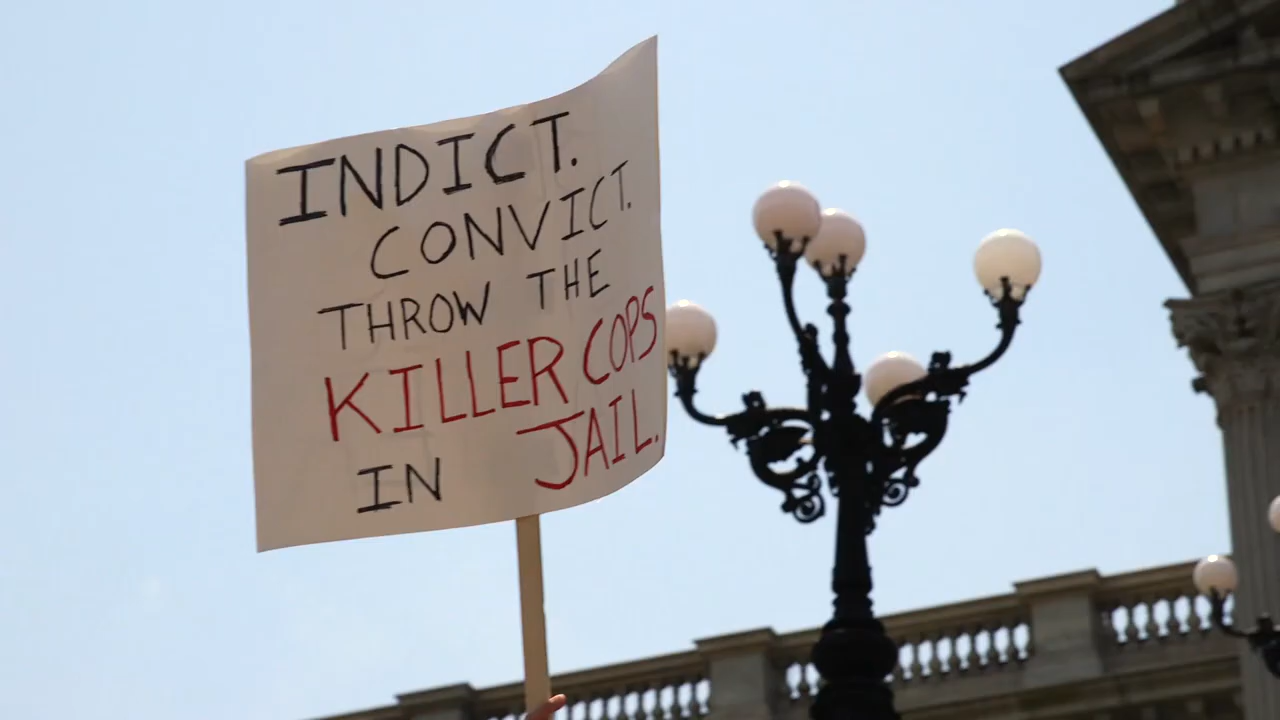 INDICT.
CONVICT.
THROW THE
KILLER COPS
IN JAIL.